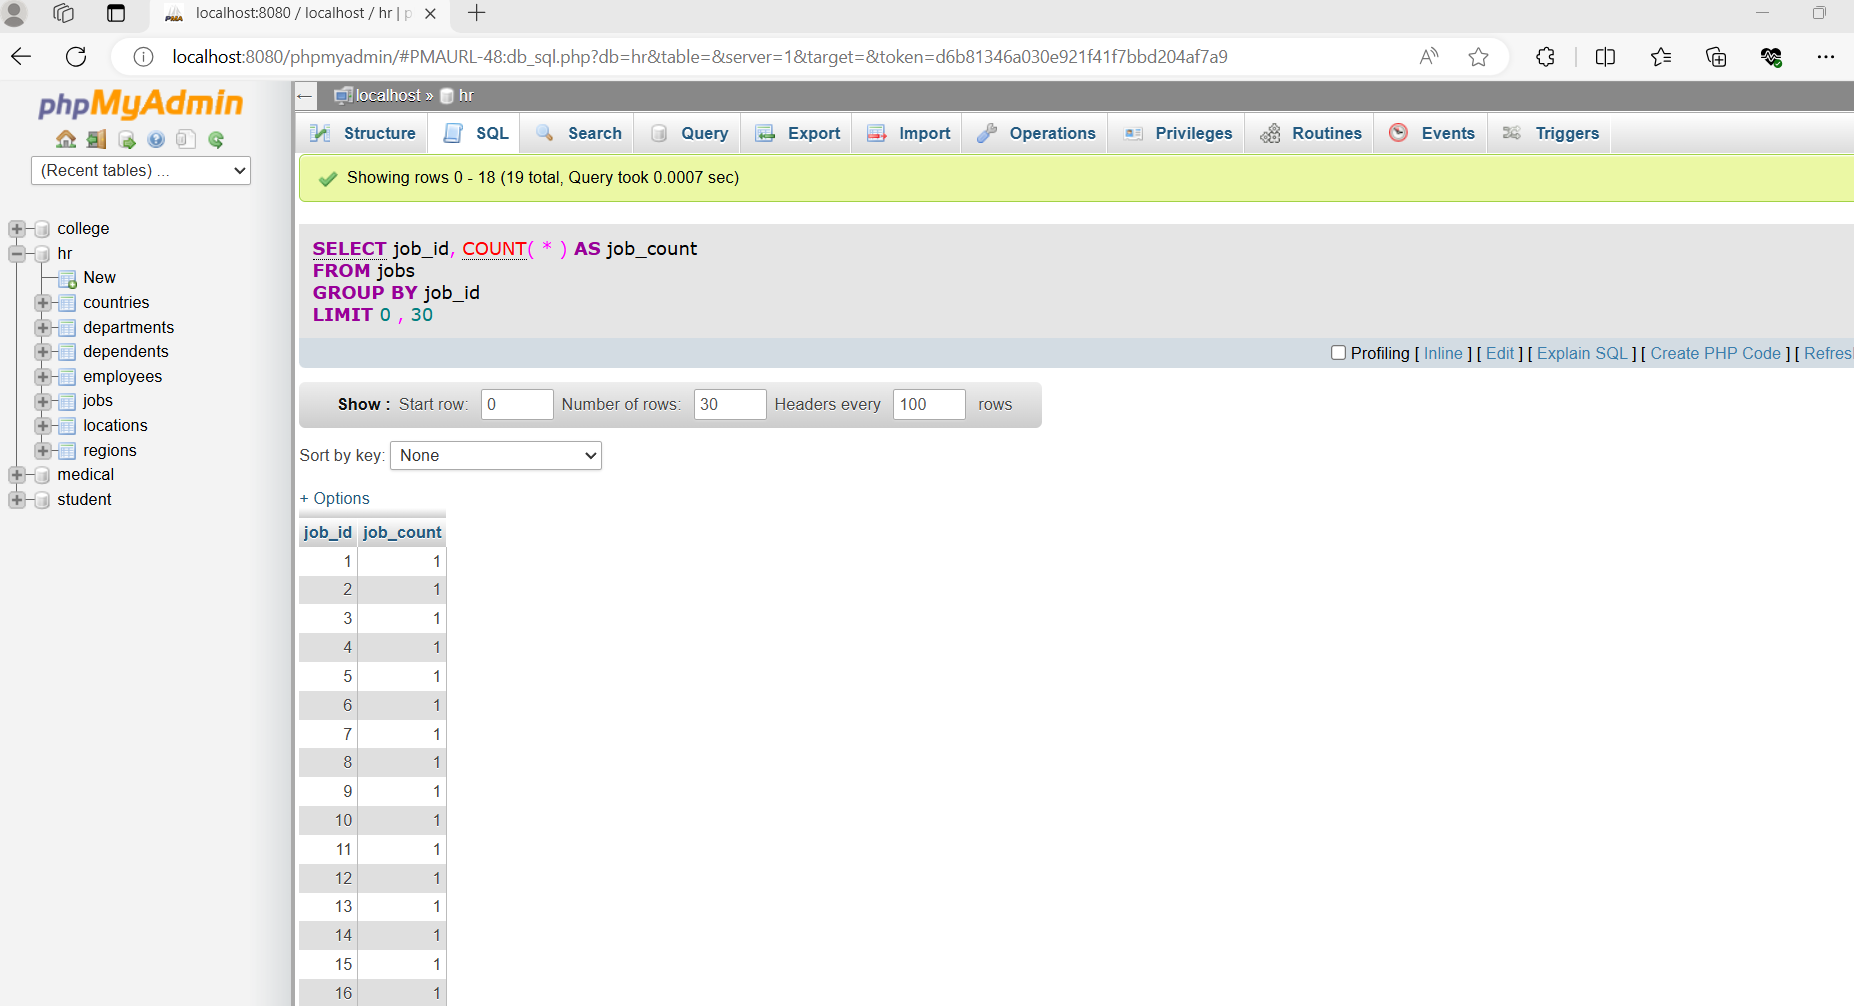 localhost:8080 / localhost / hr | p
localhost:8080/phpmyadmin/#PMAURL-48:db_sql.php?db=hr&table=&server=1&target=&token=d6b81346a030e921f41f7bbd204af7a9
phpMyAdmin
(Recent tables) ...
college
hr
New
countries
departments
dependents
employees
jobs
locations
regions
medical
student
localhost » hr
Structure SQL Search Query Export Import Operations Privileges Routines Events Triggers
Showing rows 0 - 18 (19 total, Query took 0.0007 sec)
SELECT job_id, COUNT( * ) AS job_count
FROM jobs
GROUP BY job_id
LIMIT 0 , 30
Profiling [ Inline ] [ Edit ] [ Explain SQL ] [ Create PHP Code ] [ Refres
Show : Start row: 0 Number of rows: 30 Headers every 100 rows
Sort by key: None
+ Options
job_id job_count
1 1
2 1
3 1
4 1
5 1
6 1
7 1
8 1
9 1
10 1
11 1
12 1
13 1
14 1
15 1
16 1